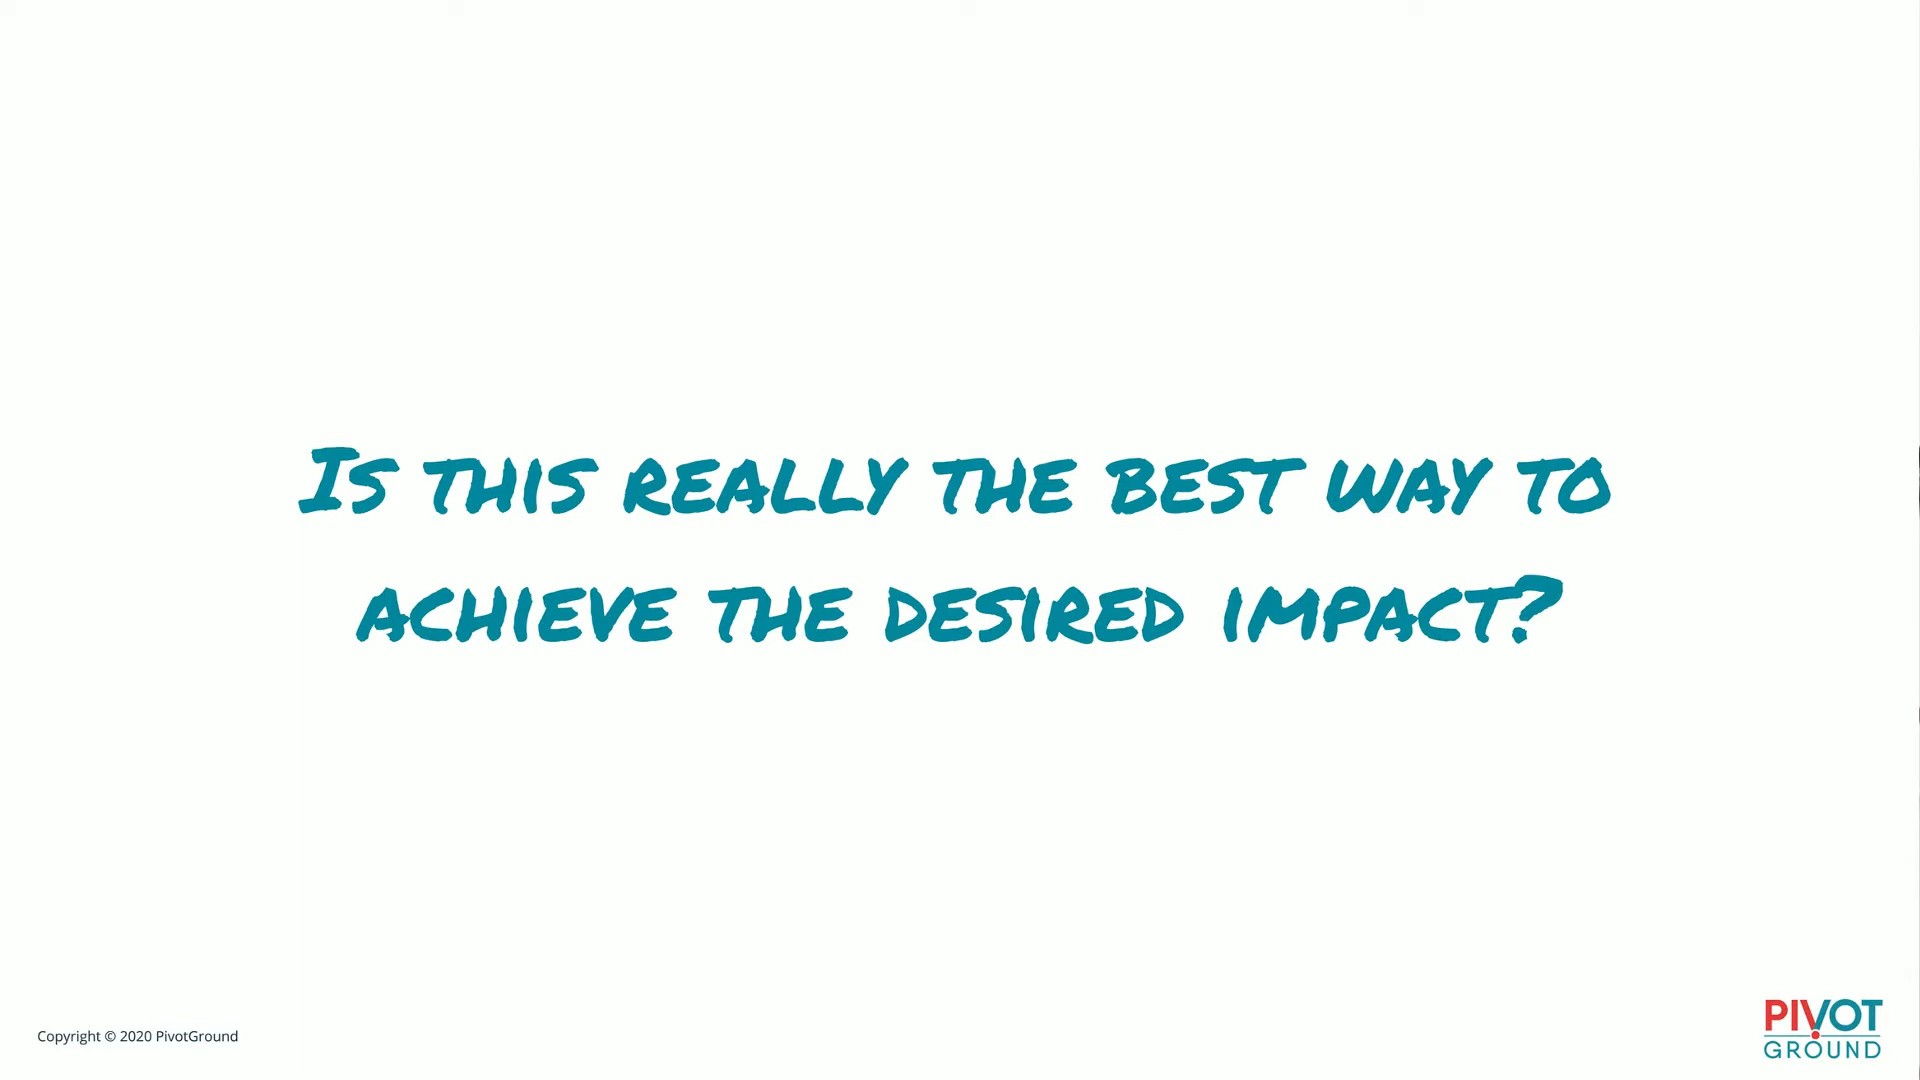 Is this really the best way to
achieve the desired impact?
Copyright © 2020 PivotGround
PIVOT
GROUND